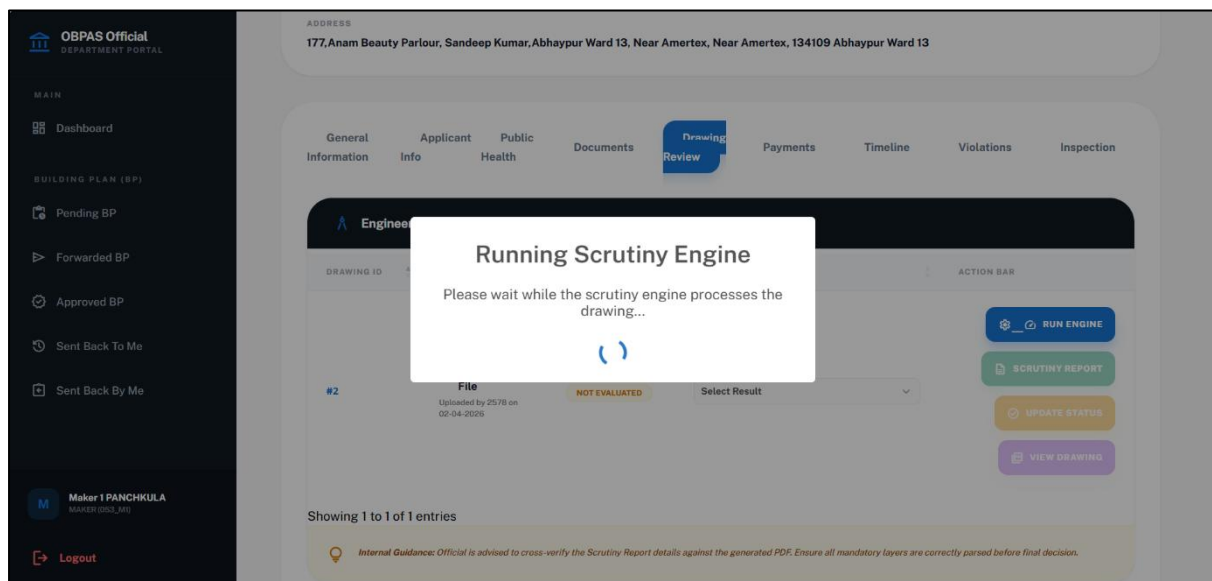 OBPAS Official
DEPARTMENT PORTAL
MAIN
Dashboard
BUILDING PLAN (BP)
Pending BP
Forwarded BP
Approved BP
Sent Back To Me
Sent Back By Me
M
Maker 1 PANCHKULA
MAKER (053_M1)
Logout
ADDRESS
177,Anam Beauty Parlour, Sandeep Kumar,Abhaypur Ward 13, Near Amertex, Near Amertex, 134109 Abhaypur Ward 13
General Information
Applicant Info
Public Health
Documents
Drawing Review
Payments
Timeline
Violations
Inspection
Engineer
Running Scrutiny Engine
Please wait while the scrutiny engine processes the
drawing...
DRAWING ID
ACTION BAR
#2
File
Uploaded by 2578 on
02-04-2026
NOT EVALUATED
Select Result
RUN ENGINE
SCRUTINY REPORT
UPDATE STATUS
VIEW DRAWING
Showing 1 to 1 of 1 entries
Internal Guidance: Official is advised to cross-verify the Scrutiny Report details against the generated PDF. Ensure all mandatory layers are correctly parsed before final decision.